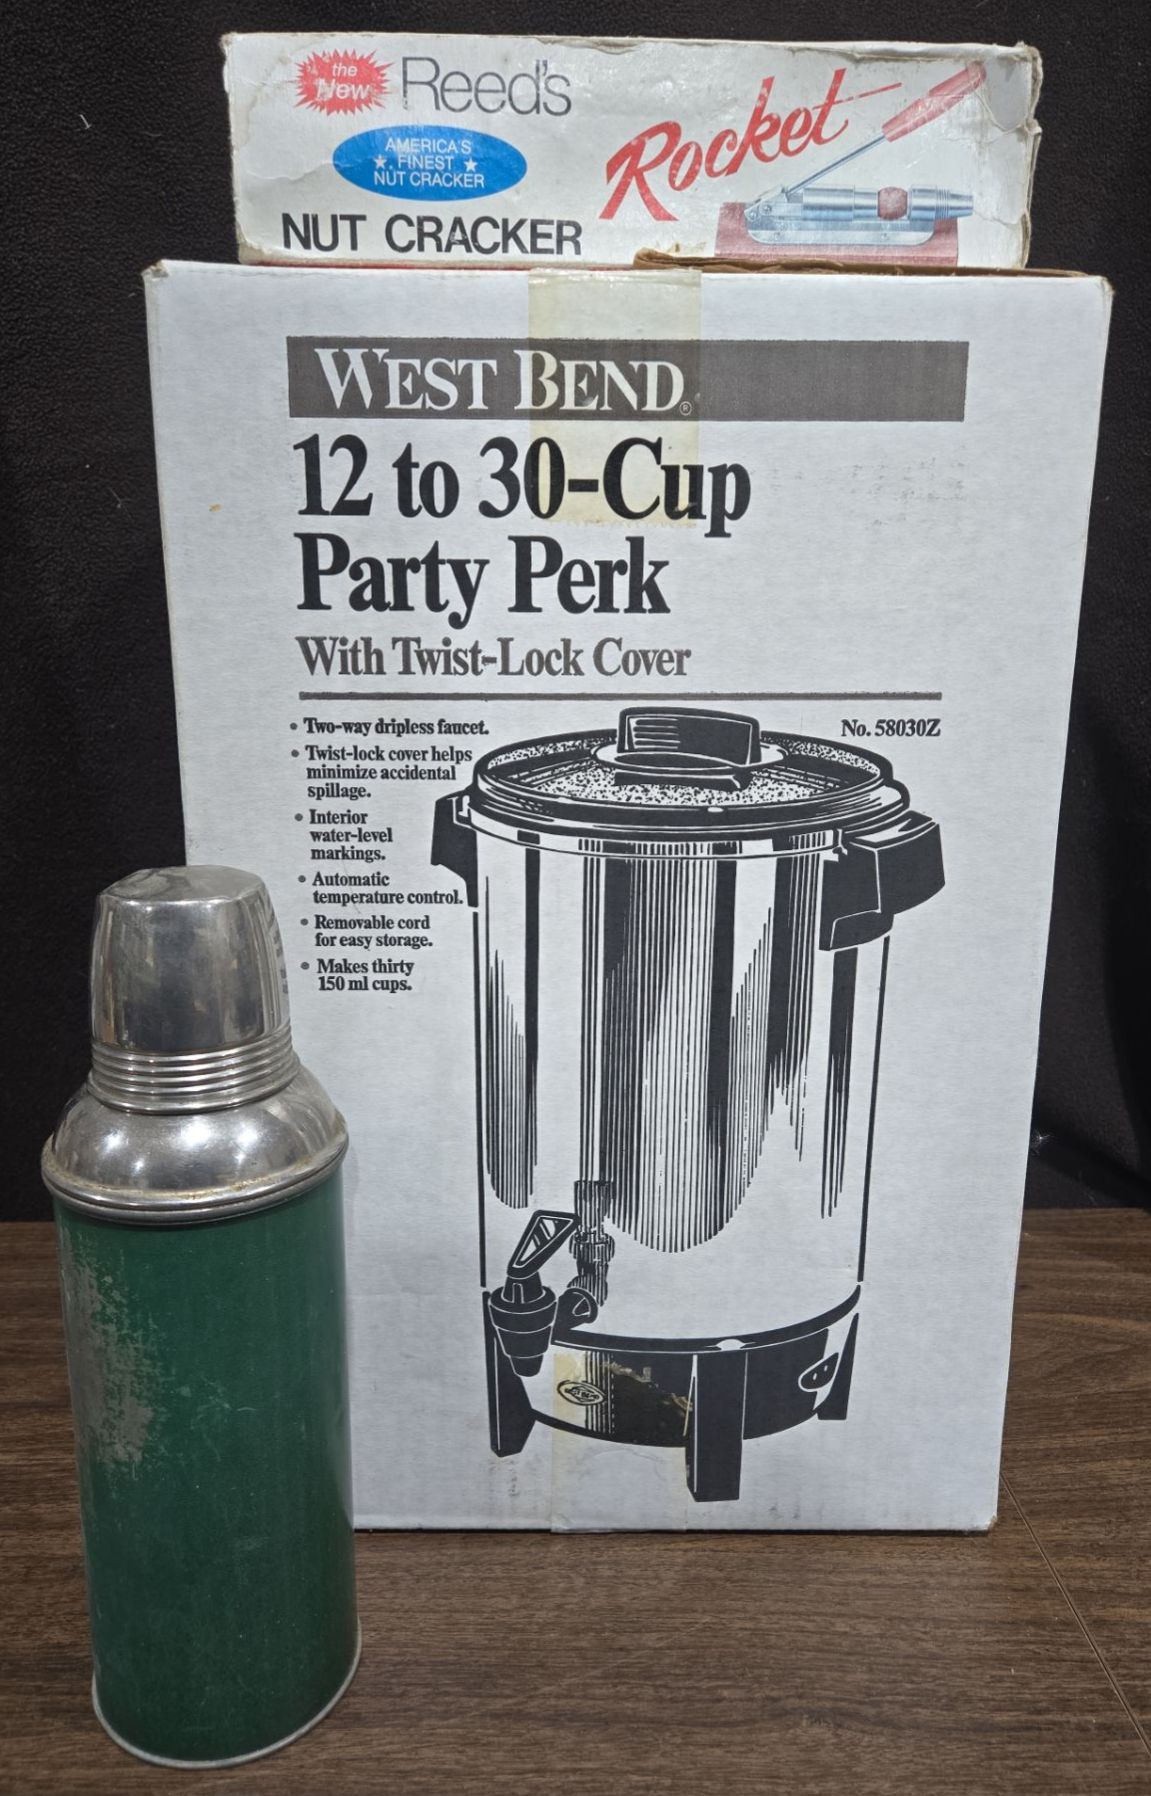 the
New
Reed's
Rocket
AMERICA'S
FINEST
NUT CRACKER
NUT CRACKER
WEST BEND®
12 to 30-Cup
Party Perk
With Twist-Lock Cover
• Two-way dripless faucet.
• Twist-lock cover helps
minimize accidental
spillage.
• Interior
water-level
markings.
• Automatic
temperature control.
• Removable cord
for easy storage.
• Makes thirty
150 ml cups.
No. 58030Z